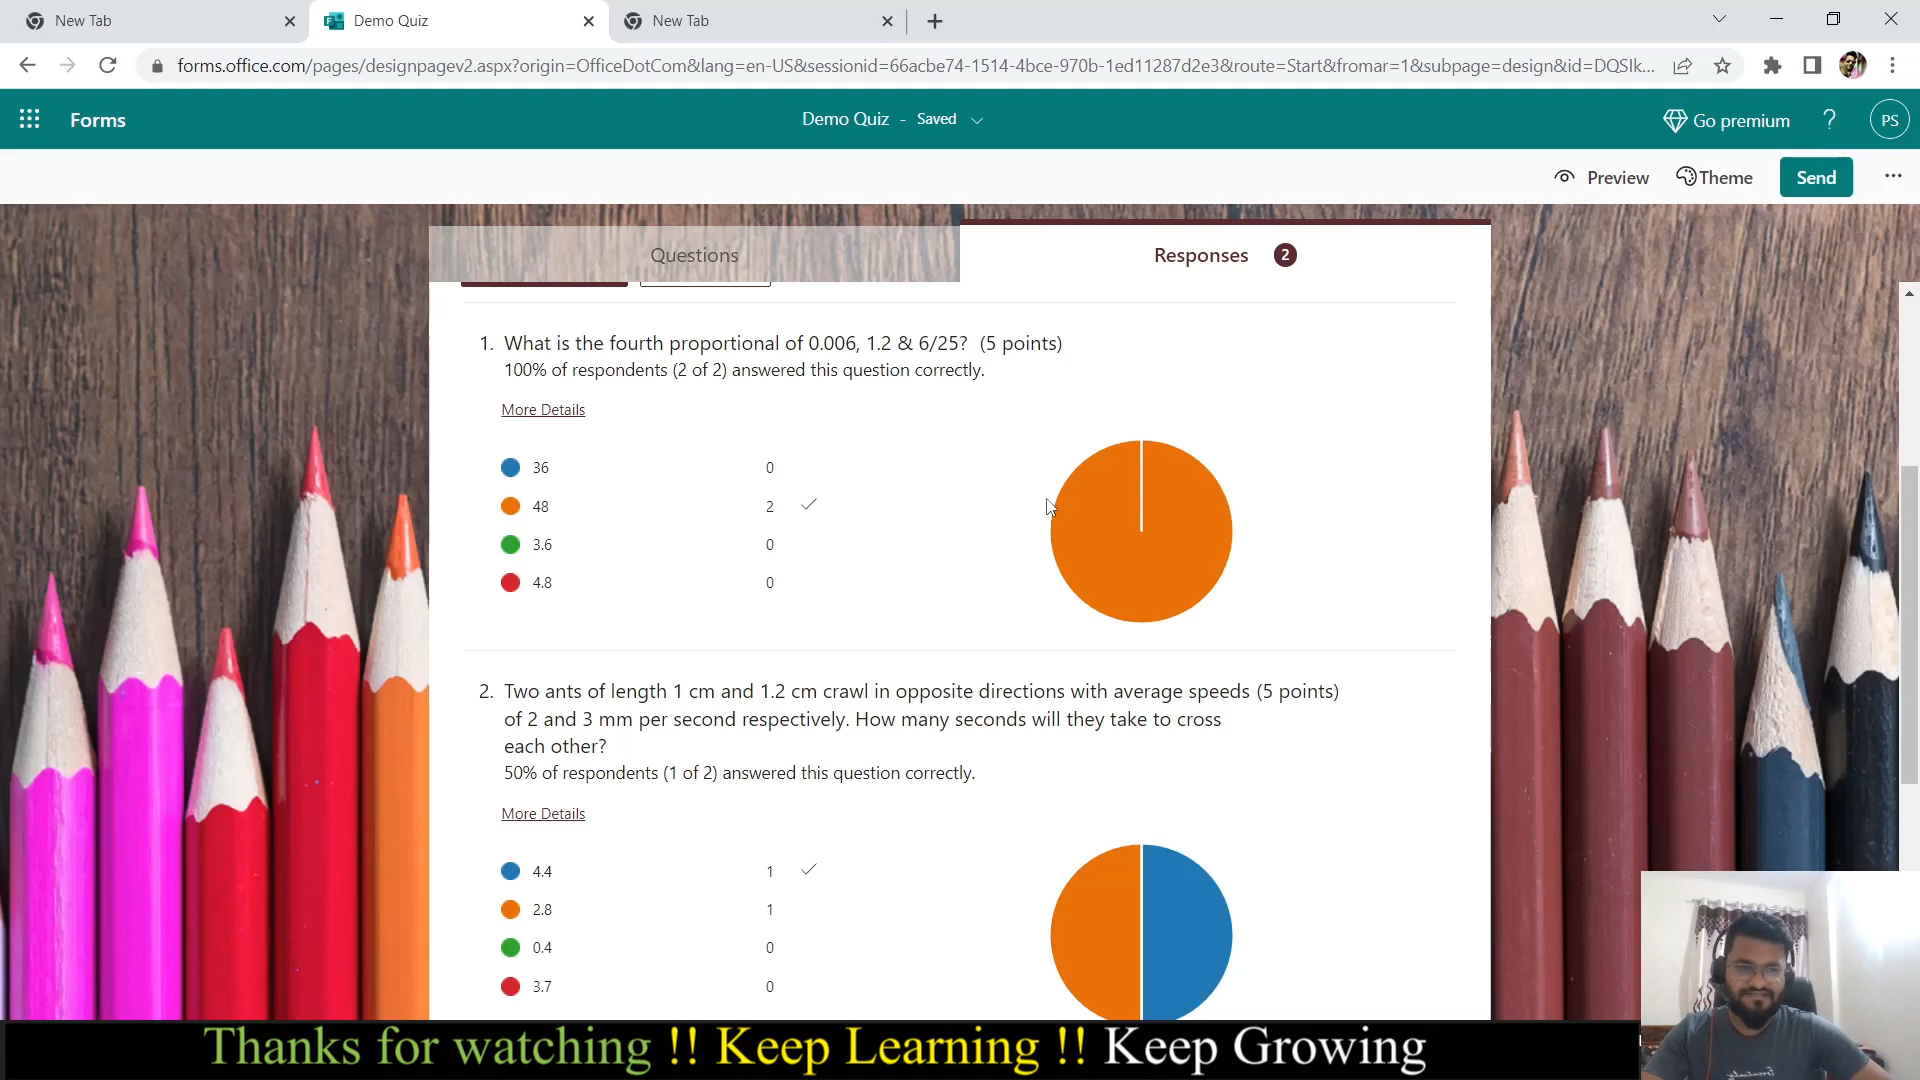 New Tab
Demo Quiz
New Tab
forms.office.com/pages/designpagev2.aspx?origin=OfficeDotCom&lang=en-US&sessionid=66acbe74-1514-4bce-970b-1ed11287d2e3&route=Start&fromar=1&subpage=design&id=DQSIk...
Forms
Demo Quiz - Saved
Go premium
?
PS
Preview
Theme
Send
Questions
Responses 2
1. What is the fourth proportional of 0.006, 1.2 & 6/25? (5 points)
100% of respondents (2 of 2) answered this question correctly.
More Details
36 0
48 2
3.6 0
4.8 0
2. Two ants of length 1 cm and 1.2 cm crawl in opposite directions with average speeds (5 points)
of 2 and 3 mm per second respectively. How many seconds will they take to cross
each other?
50% of respondents (1 of 2) answered this question correctly.
More Details
4.4 1
2.8 1
0.4 0
3.7 0
Thanks for watching !! Keep Learning !! Keep Growing